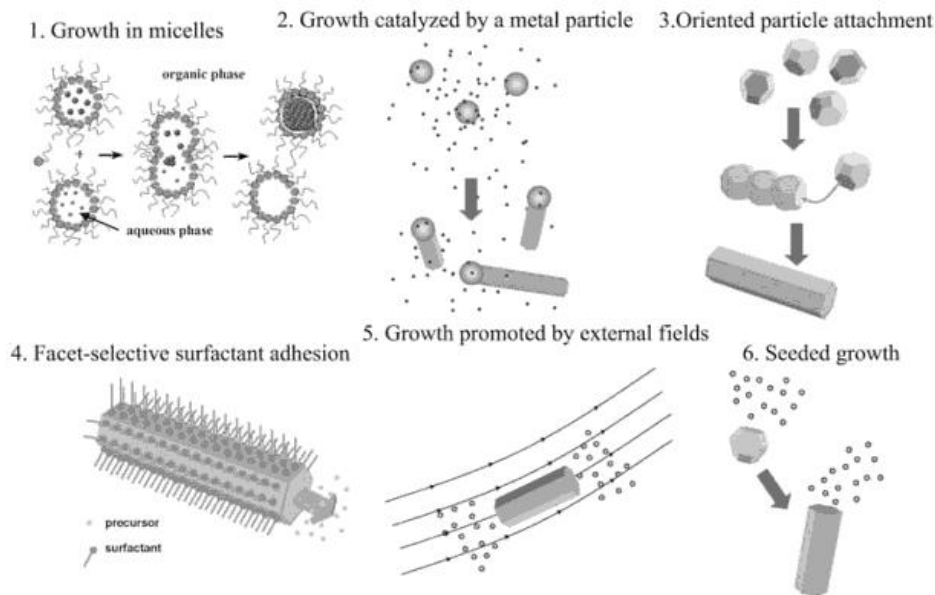 1. Growth in micelles
2. Growth catalyzed by a metal particle
3.Oriented particle attachment
organic phase
+
aqueous phase
4. Facet-selective surfactant adhesion
precursor
surfactant
5. Growth promoted by external fields
6. Seeded growth